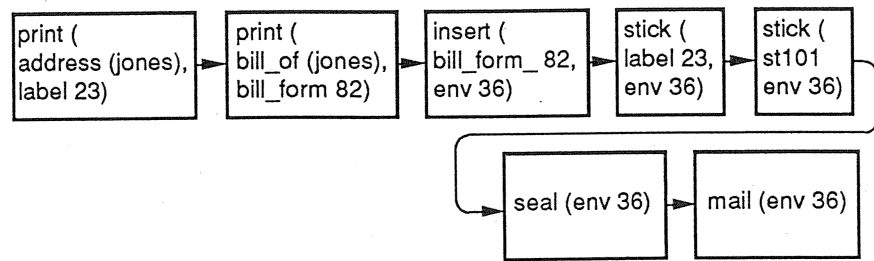 print (
address (jones),
label 23)
print (
bill_of (jones),
bill_form 82)
insert (
bill_form_ 82,
env 36)
stick (
label 23,
env 36)
stick (
st101
env 36)
seal (env 36)
mail (env 36)